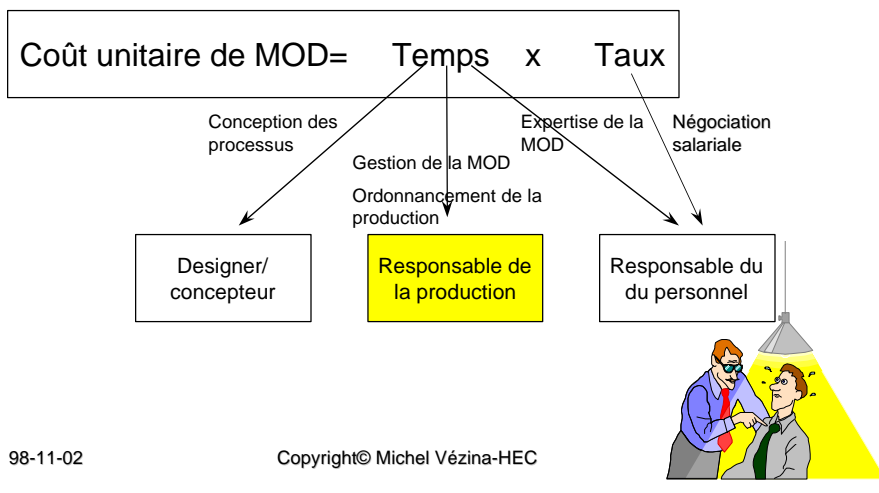 Coût unitaire de MOD= Temps x Taux
Conception des
processus
Gestion de la MOD
Ordonnancement de la
production
Expertise de la
MOD
Négociation
salariale
Designer/
concepteur
Responsable de
la production
Responsable du
du personnel
98-11-02
Copyright© Michel Vézina-HEC